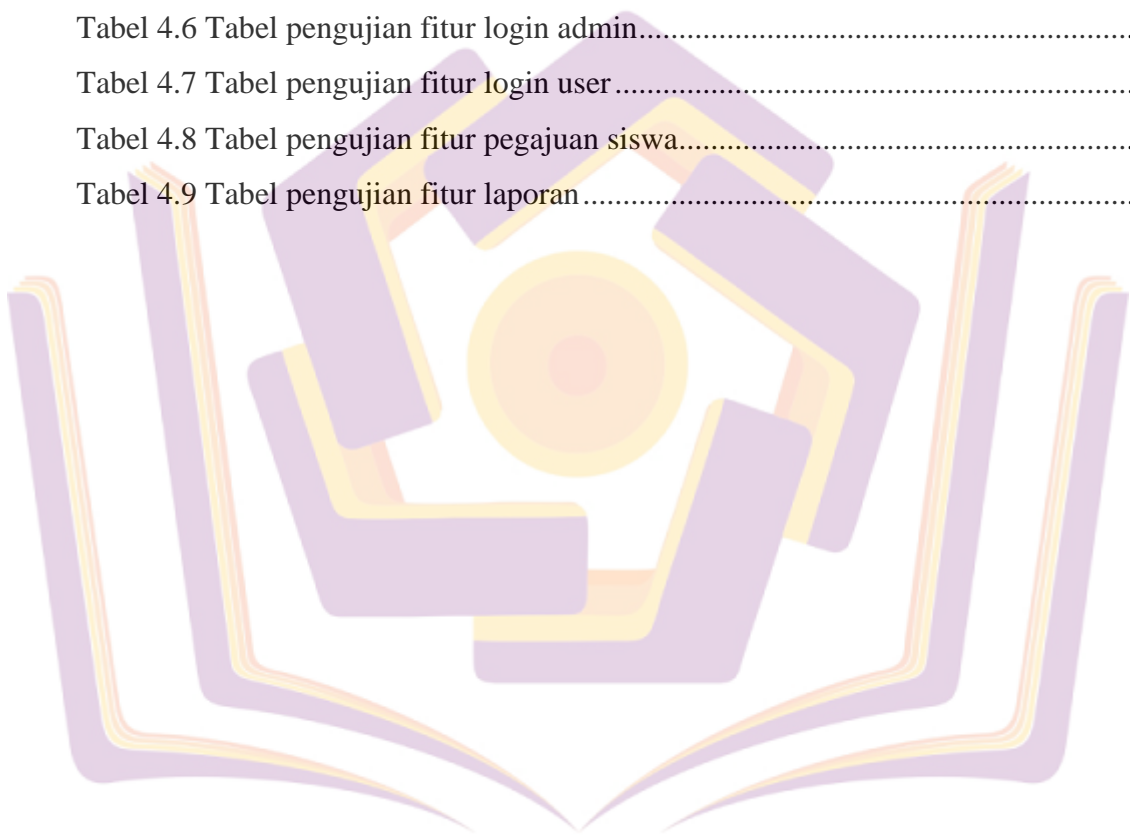 Tabel 4.6 Tabel pengujian fitur login admin..............................................................
Tabel 4.7 Tabel pengujian fitur login user.................................................................
Tabel 4.8 Tabel pengujian fitur pegajuan siswa.........................................................
Tabel 4.9 Tabel pengujian fitur laporan.....................................................................